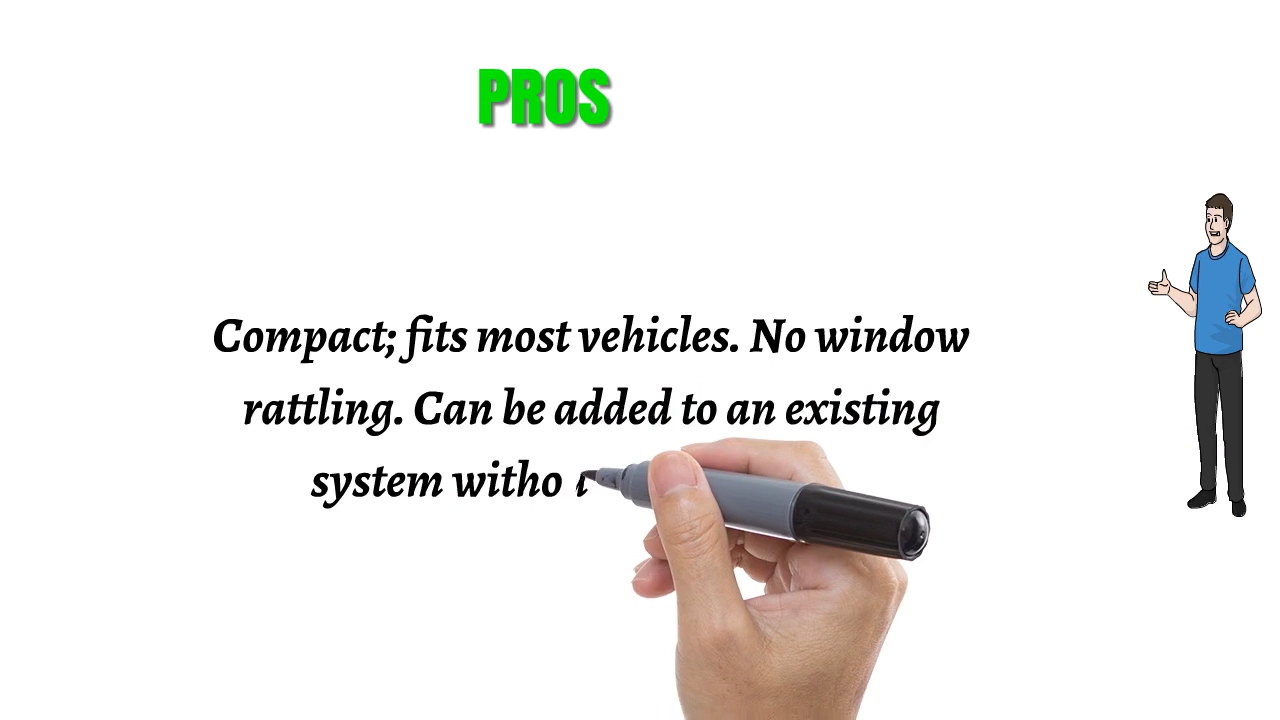 PROS
Compact; fits most vehicles. No window
rattling. Can be added to an existing
system witho